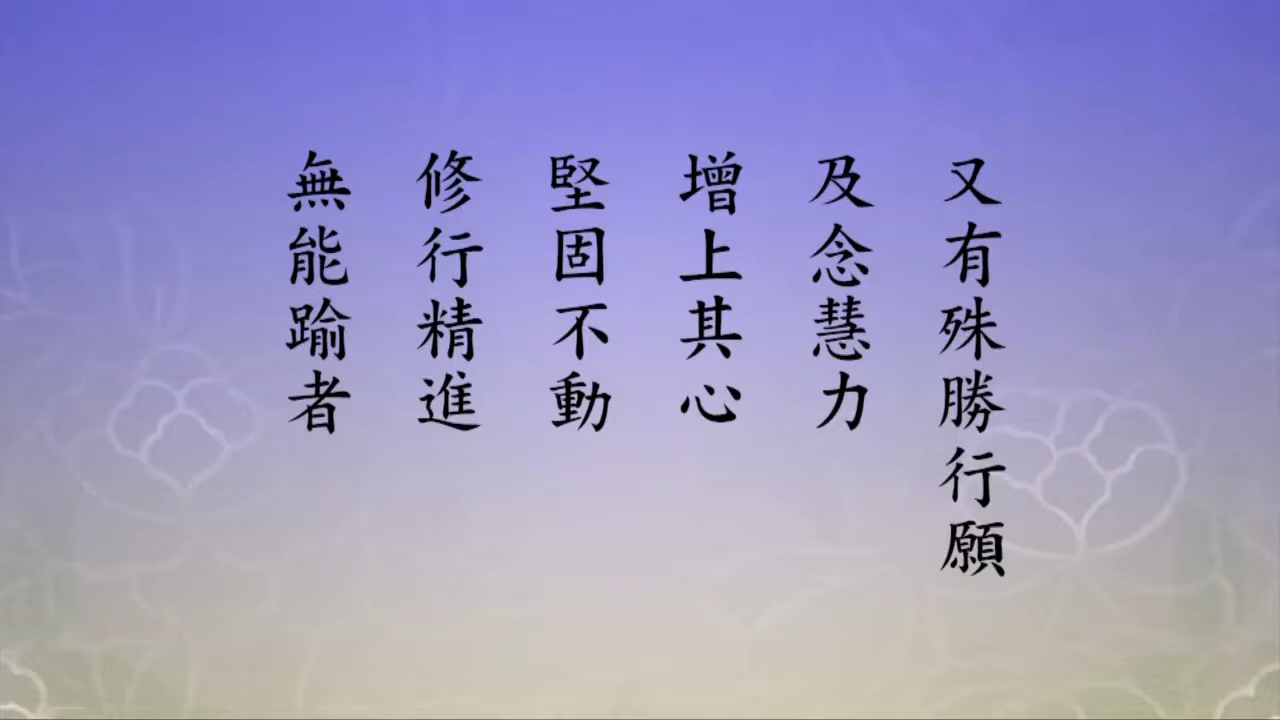 又有殊勝行願
及念慧力
增上其心
堅固不動
修行精進
無能踰者